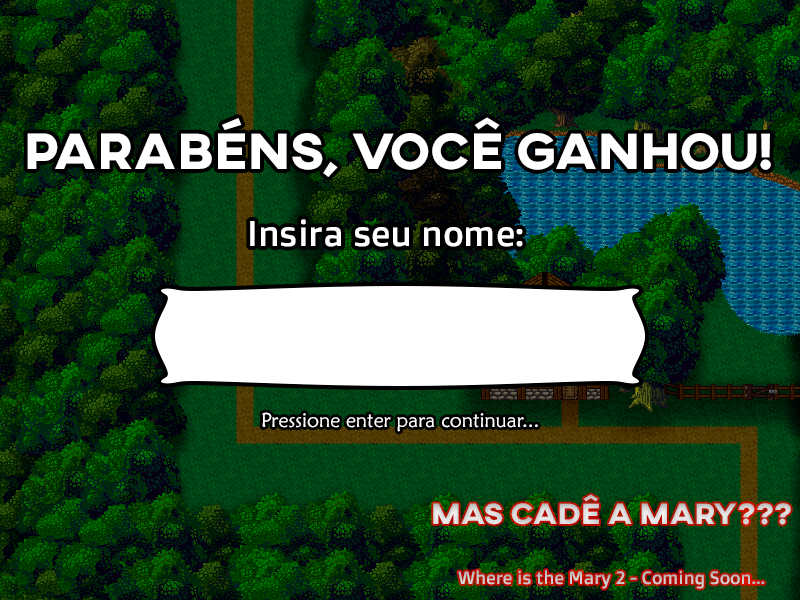 PARABÉNS, VOCÊ GANHOU!
Insira seu nome:
Pressione enter para continuar...
MAS CADÊ A MARY???
Where is the Mary 2 - Coming Soon...